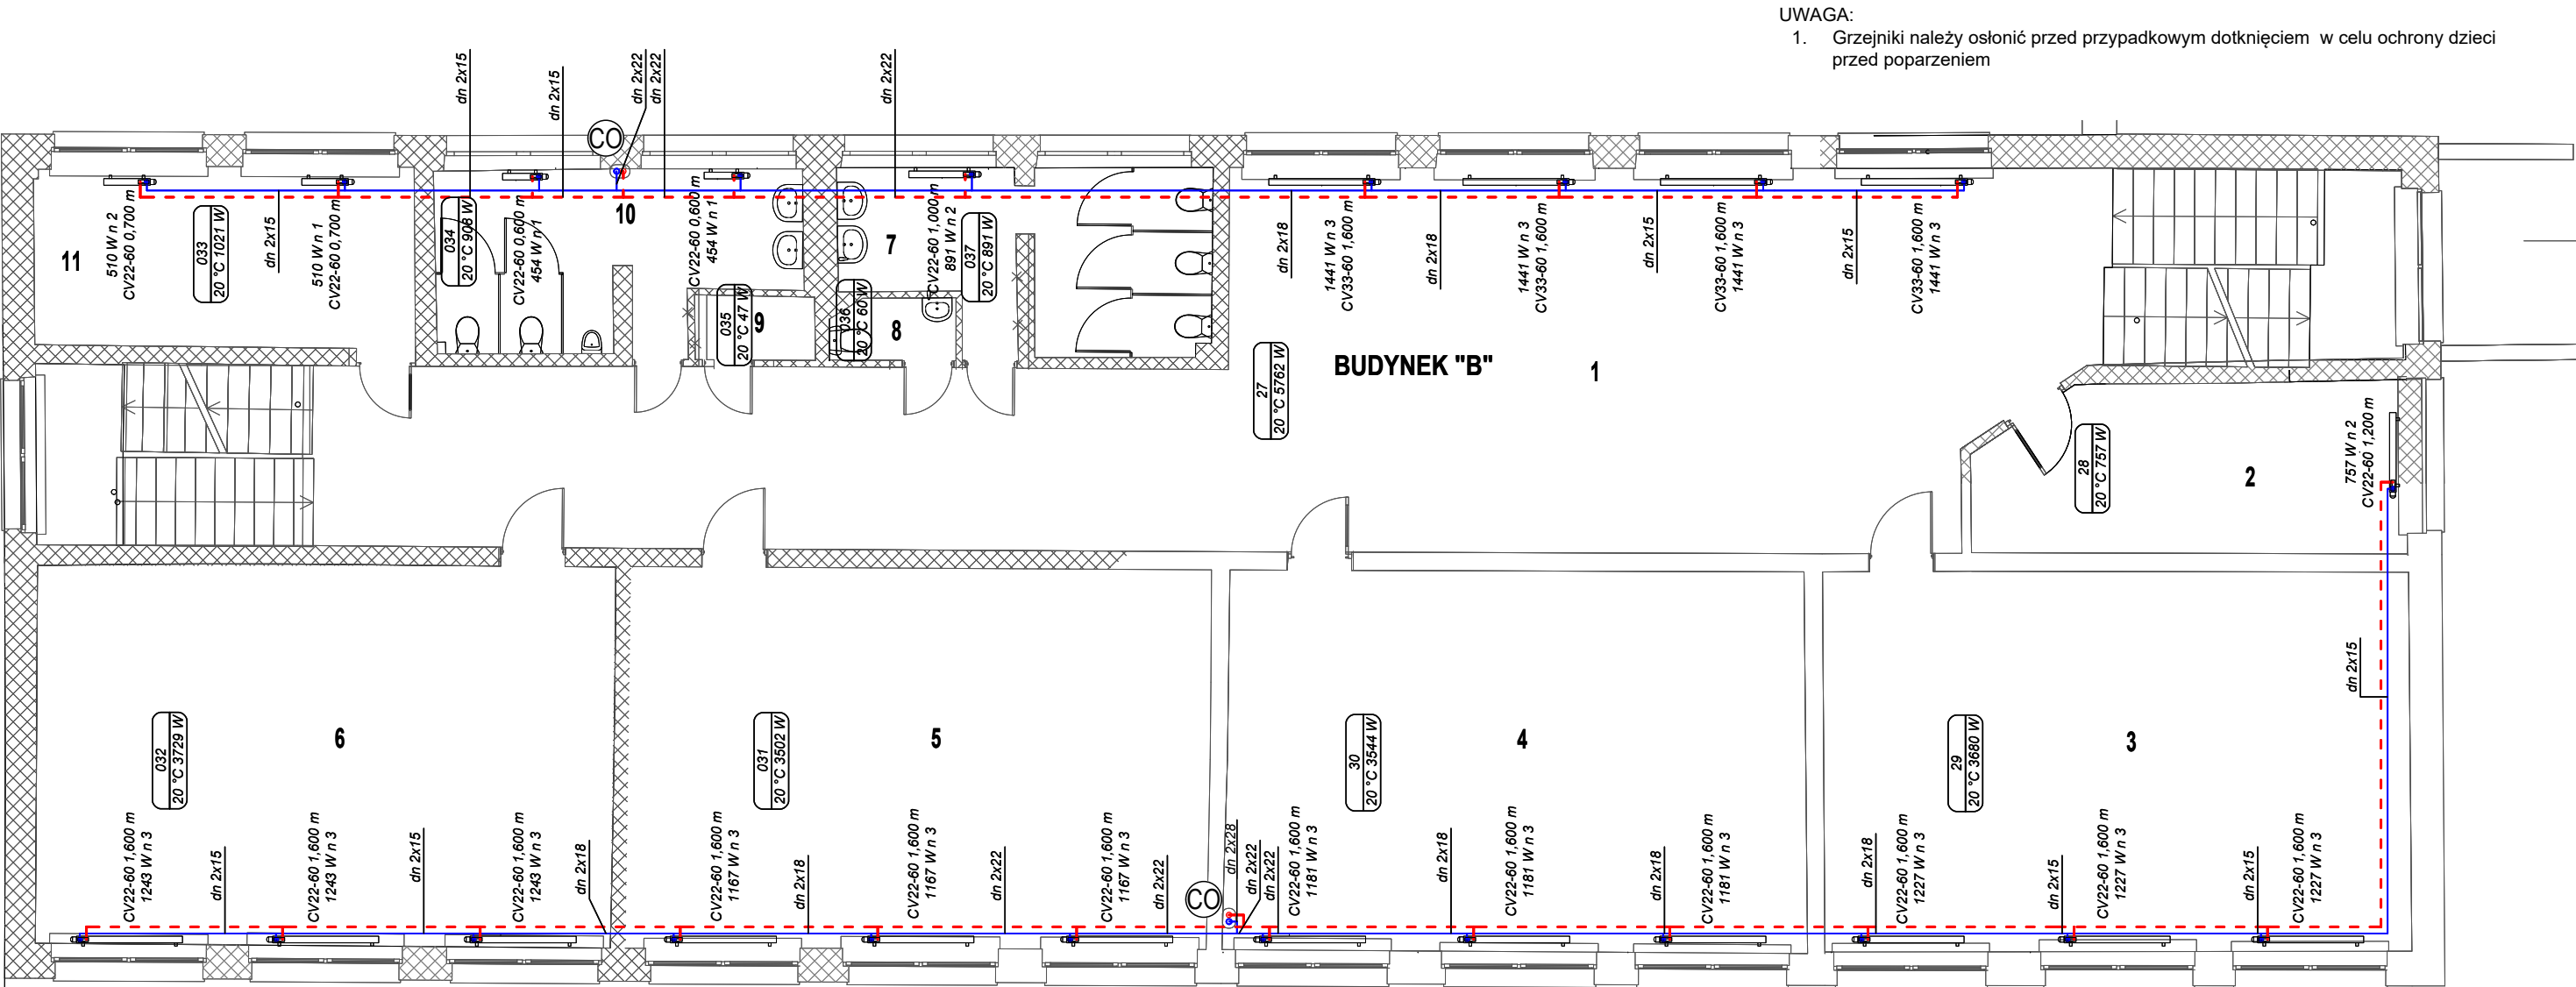 UWAGA:
1. Grzejniki należy osłonić przed przypadkowym dotknięciem w celu ochrony dzieci
przed poparzeniem
dn 2x15
dn 2x15
dn 2x22
dn 2x22
dn 2x22
CO
11
510 W n 2
CV22-60 0,700 m
033
20 °C 1021 W
dn 2x15
510 W n 1
CV22-60 0,700 m
034
20 °C 908 W
CV22-60 0,600 m
454 W n 1
10
CV22-60 0,600 m
454 W n 1
035
20 °C 47 W
9
036
20 °C 60 W
7
8
CV22-60 1,000 m
891 W n 2
037
20 °C 891 W
dn 2x18
1441 W n 3
CV33-60 1,600 m
dn 2x18
1441 W n 3
CV33-60 1,600 m
dn 2x15
CV33-60 1,600 m
1441 W n 3
dn 2x15
CV33-60 1,600 m
1441 W n 3
27
20 °C 5762 W
BUDYNEK "B"
1
28
20 °C 757 W
2
757 W n 2
CV22-60 1,200 m
dn 2x15
032
20 °C 3729 W
6
031
20 °C 3502 W
5
30
20 °C 3544 W
4
29
20 °C 3680 W
3
CV22-60 1,600 m
1243 W n 3
dn 2x15
CV22-60 1,600 m
1243 W n 3
dn 2x15
CV22-60 1,600 m
1243 W n 3
dn 2x18
CV22-60 1,600 m
1167 W n 3
dn 2x18
CV22-60 1,600 m
1167 W n 3
dn 2x22
CV22-60 1,600 m
1167 W n 3
dn 2x22
CO
dn 2x28
dn 2x22
dn 2x22
CV22-60 1,600 m
1181 W n 3
dn 2x18
CV22-60 1,600 m
1181 W n 3
dn 2x18
CV22-60 1,600 m
1181 W n 3
dn 2x18
CV22-60 1,600 m
1227 W n 3
dn 2x15
CV22-60 1,600 m
1227 W n 3
dn 2x15
CV22-60 1,600 m
1227 W n 3